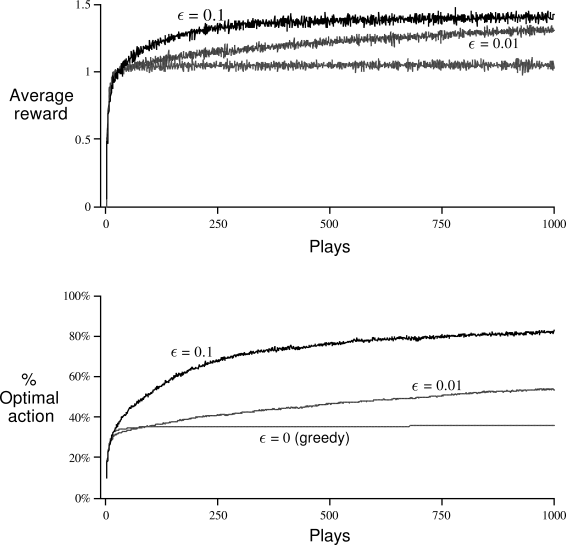 1.5
ϵ = 0.1
ϵ = 0.01
1
Average
reward
0.5
0
0 250 500 750 1000
Plays
100%
80%
ϵ = 0.1
%
Optimal
action
60%
ϵ = 0.01
40%
ϵ = 0 (greedy)
20%
0%
0 250 500 750 1000
Plays